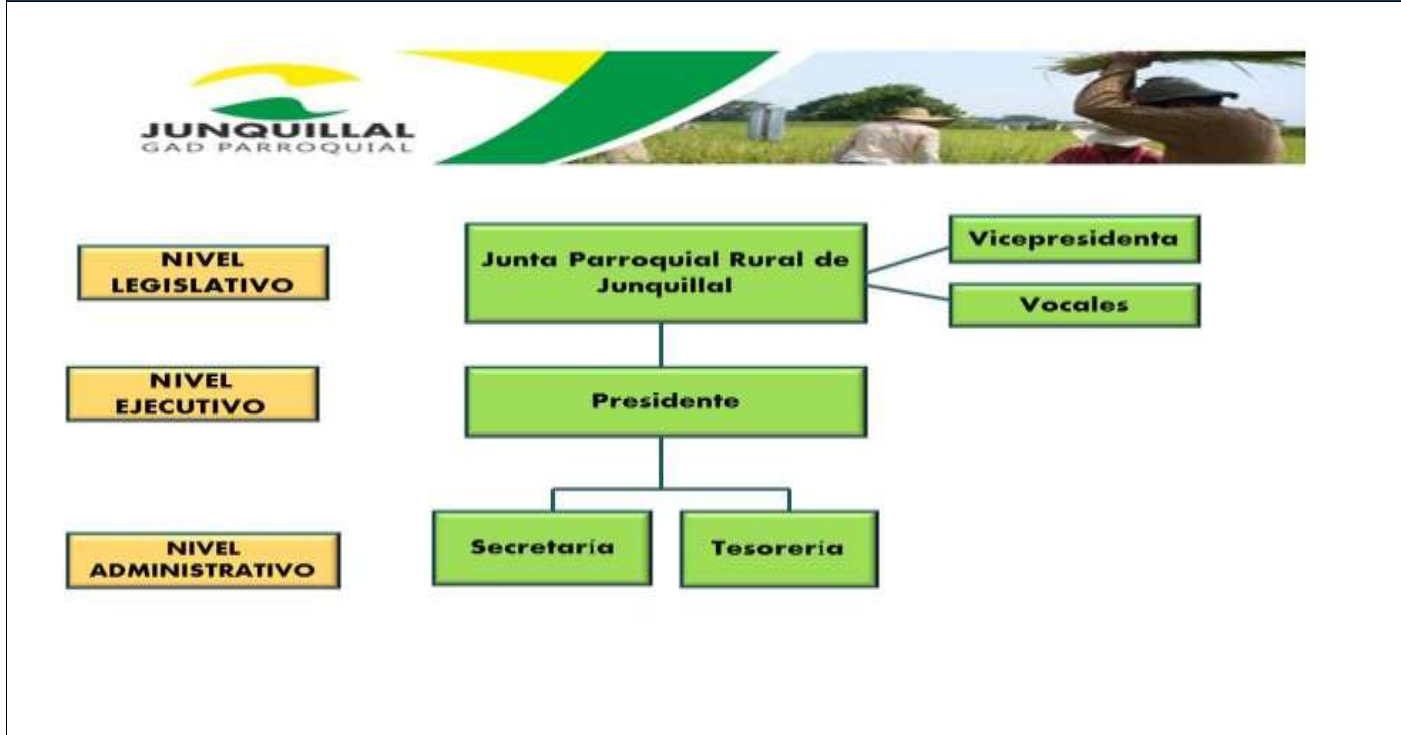 JUNQUILLAL
GAD PARROQUIAL
NIVEL
LEGISLATIVO
Junta Parroquial Rural de
Junquillal
Vicepresidenta
Vocales
NIVEL
EJECUTIVO
Presidente
NIVEL
ADMINISTRATIVO
Secretaría
Tesorería